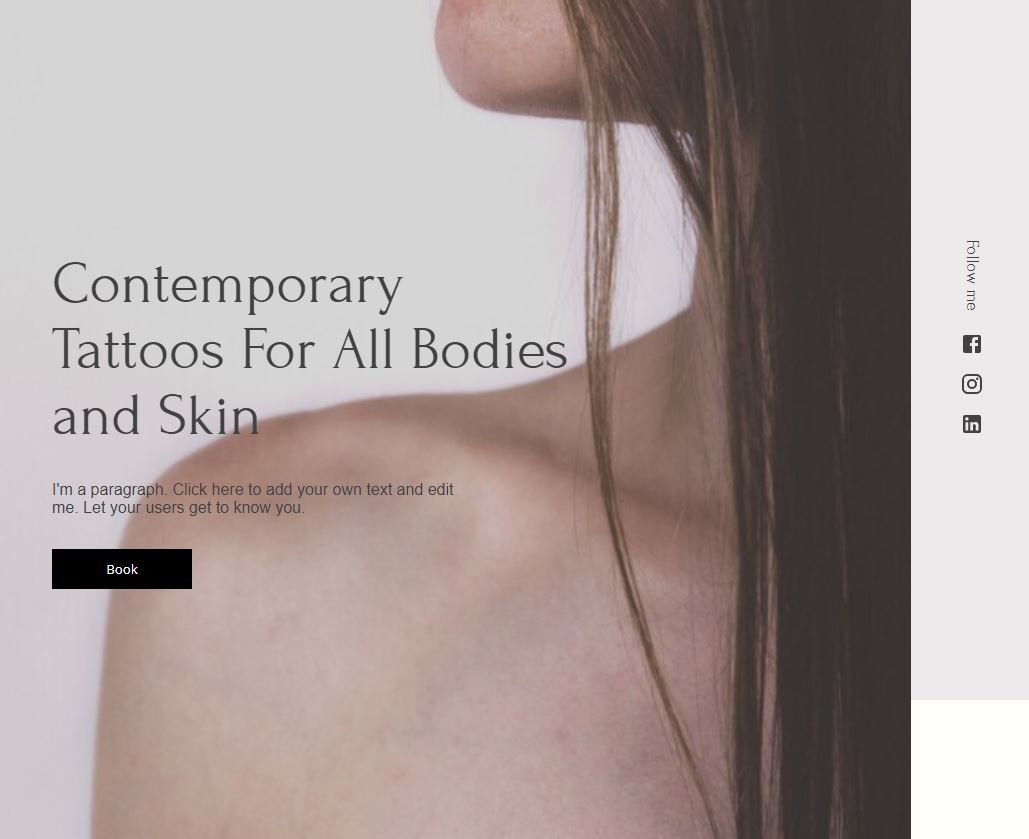 Contemporary
Tattoos For All Bodies
and Skin
I'm a paragraph. Click here to add your own text and edit
me. Let your users get to know you.
Book
Follow me